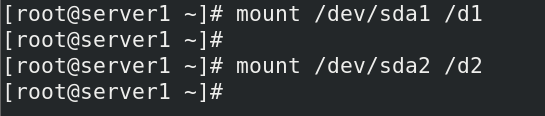 [root@server1 ~]# mount /dev/sda1 /d1
[root@server1 ~]#
[root@server1 ~]# mount /dev/sda2 /d2
[root@server1 ~]#